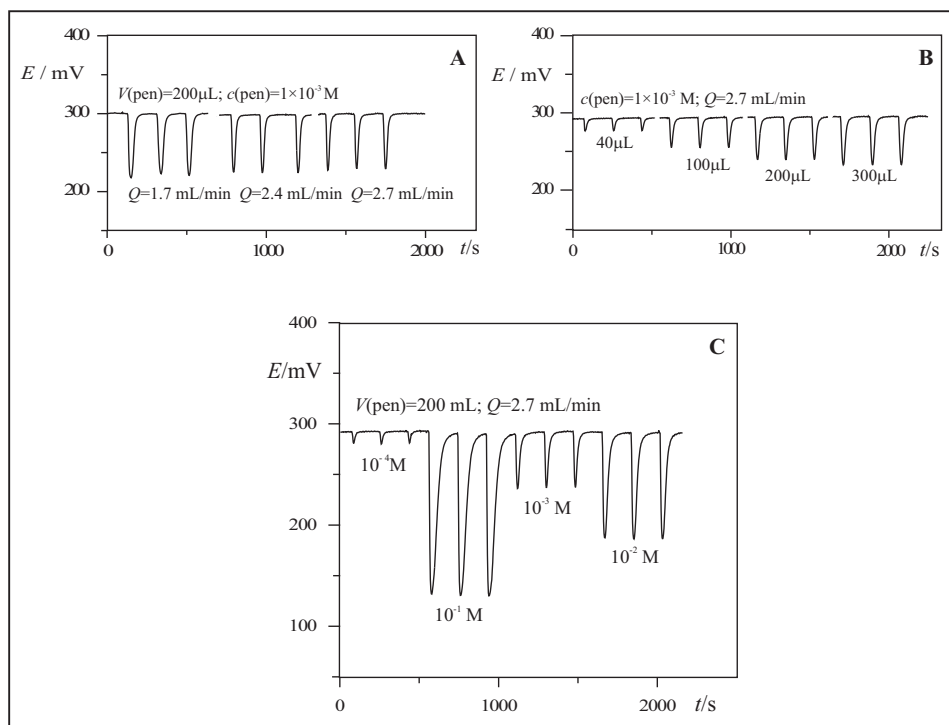 400
A
E / mV
V(pen)=200μL; c(pen)=1×10⁻³ M
300
Q=1.7 mL/min Q=2.4 mL/min Q=2.7 mL/min
200
0 1000 2000 t/s
400
B
E / mV
c(pen)=1×10⁻³ M; Q=2.7 mL/min
300
40μL
100μL
200μL
300μL
200
0 1000 2000 t/s
400
C
E/mV
V(pen)=200 mL; Q=2.7 mL/min
300
10⁻⁴M
10⁻³ M
200
10⁻² M
10⁻¹ M
100
0 1000 2000 t/s